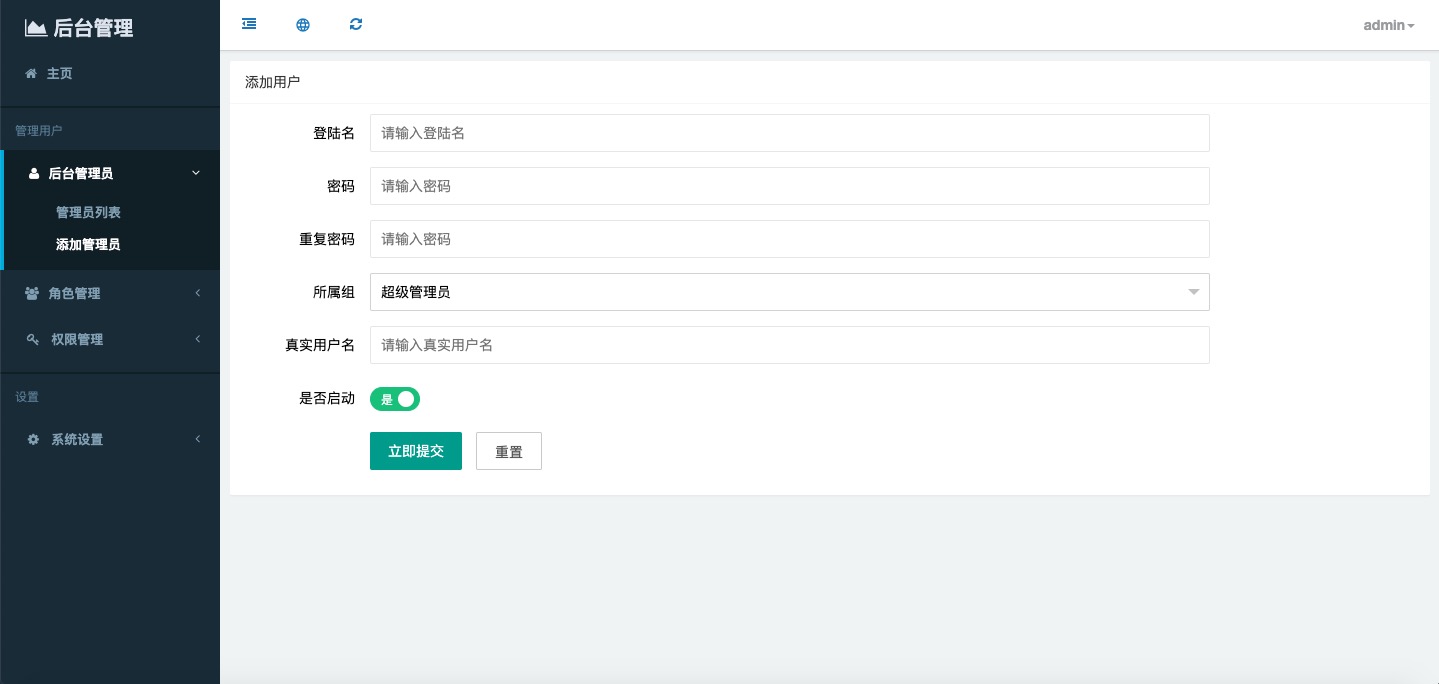 后台管理
主页
管理用户
后台管理员
管理员列表
添加管理员
角色管理
权限管理
设置
系统设置
admin
添加用户
登陆名 请输入登陆名
密码 请输入密码
重复密码 请输入密码
所属组 超级管理员
真实用户名 请输入真实用户名
是否启动 是
立即提交 重置